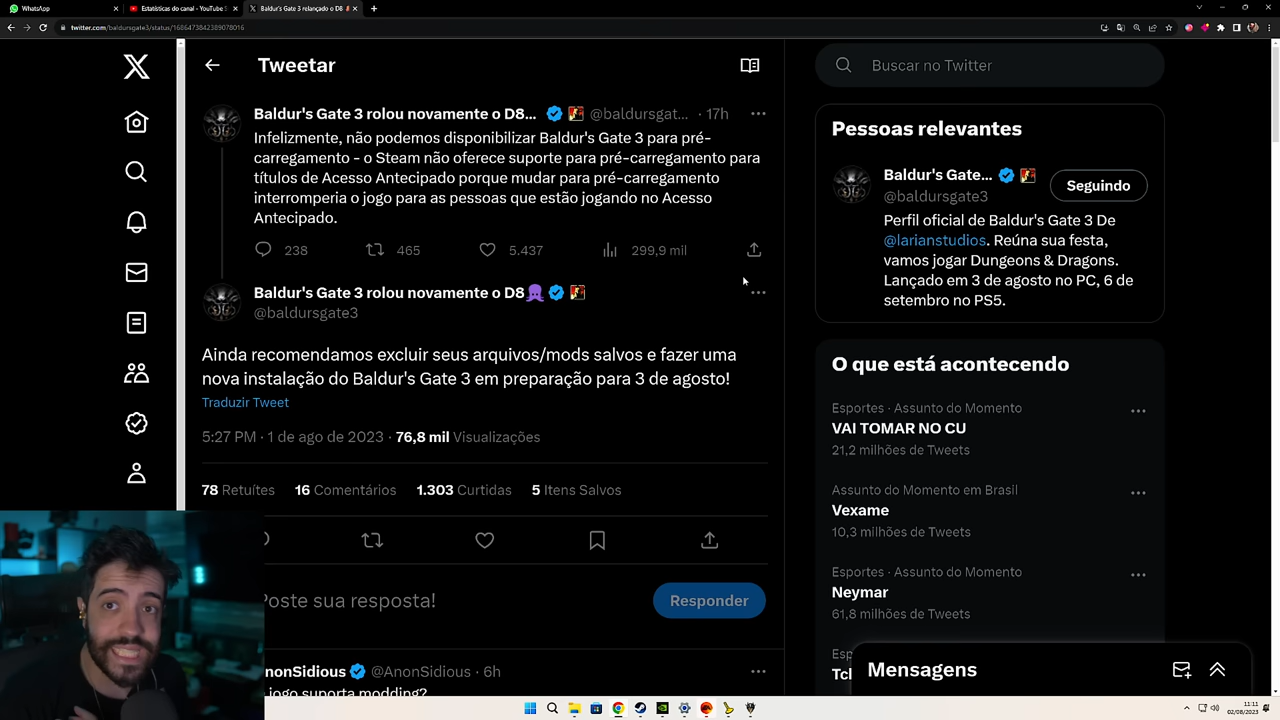 WhatsApp
Estatísticas do canal - YouTube S
Baldur's Gate 3 relançado o D8
twitter.com/baldursgate3/status/1686473842389078016
Tweetar
Baldur's Gate 3 rolou novamente o D8... @baldursgat... · 17h
Infelizmente, não podemos disponibilizar Baldur's Gate 3 para pré-
carregamento - o Steam não oferece suporte para pré-carregamento para
títulos de Acesso Antecipado porque mudar para pré-carregamento
interromperia o jogo para as pessoas que estão jogando no Acesso
Antecipado.
238 465 5.437 299,9 mil
Baldur's Gate 3 rolou novamente o D8
@baldursgate3
Ainda recomendamos excluir seus arquivos/mods salvos e fazer uma
nova instalação do Baldur's Gate 3 em preparação para 3 de agosto!
Traduzir Tweet
5:27 PM · 1 de ago de 2023 · 76,8 mil Visualizações
78 Retuítes 16 Comentários 1.303 Curtidas 5 Itens Salvos
Poste sua resposta!
Responder
nonSidious @AnonSidious · 6h
jogo suporta modding?
Buscar no Twitter
Pessoas relevantes
Baldur's Gate...
@baldursgate3
Seguindo
Perfil oficial de Baldur's Gate 3 De
@larianstudios. Reúna sua festa,
vamos jogar Dungeons & Dragons.
Lançado em 3 de agosto no PC, 6 de
setembro no PS5.
O que está acontecendo
Esportes · Assunto do Momento
VAI TOMAR NO CU
21,2 milhões de Tweets
Assunto do Momento em Brasil
Vexame
10,3 milhões de Tweets
Esportes · Assunto do Momento
Neymar
61,8 milhões de Tweets
Mensagens
11:11
02/08/2023